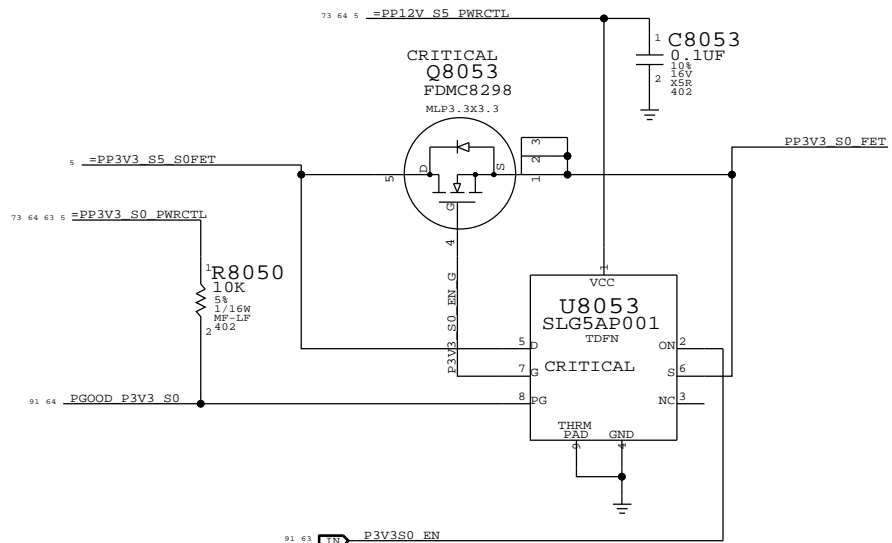 73 64 5 =PP12V_S5_PWRCTL
1 C8053
0.1UF
10%
16V
X5R
402
2
CRITICAL
Q8053
FDMC8298
MLP3.3X3.3
PP3V3_S0_FET
5 =PP3V3_S5_S0FET
5
D
S
G
4
3
2
1
73 64 63 5 =PP3V3_S0_PWRCTL
1 R8050
10K
5%
1/16W
MF-LF
402
2
P3V3_S0_EN_G
1
VCC
U8053
SLG5AP001
TDFN
5 D
ON 2
7 G
CRITICAL
S 6
91 64 PGOOD_P3V3_S0
8 PG
NC 3
THRM
PAD GND
9 4
91 63 IN P3V3S0_EN